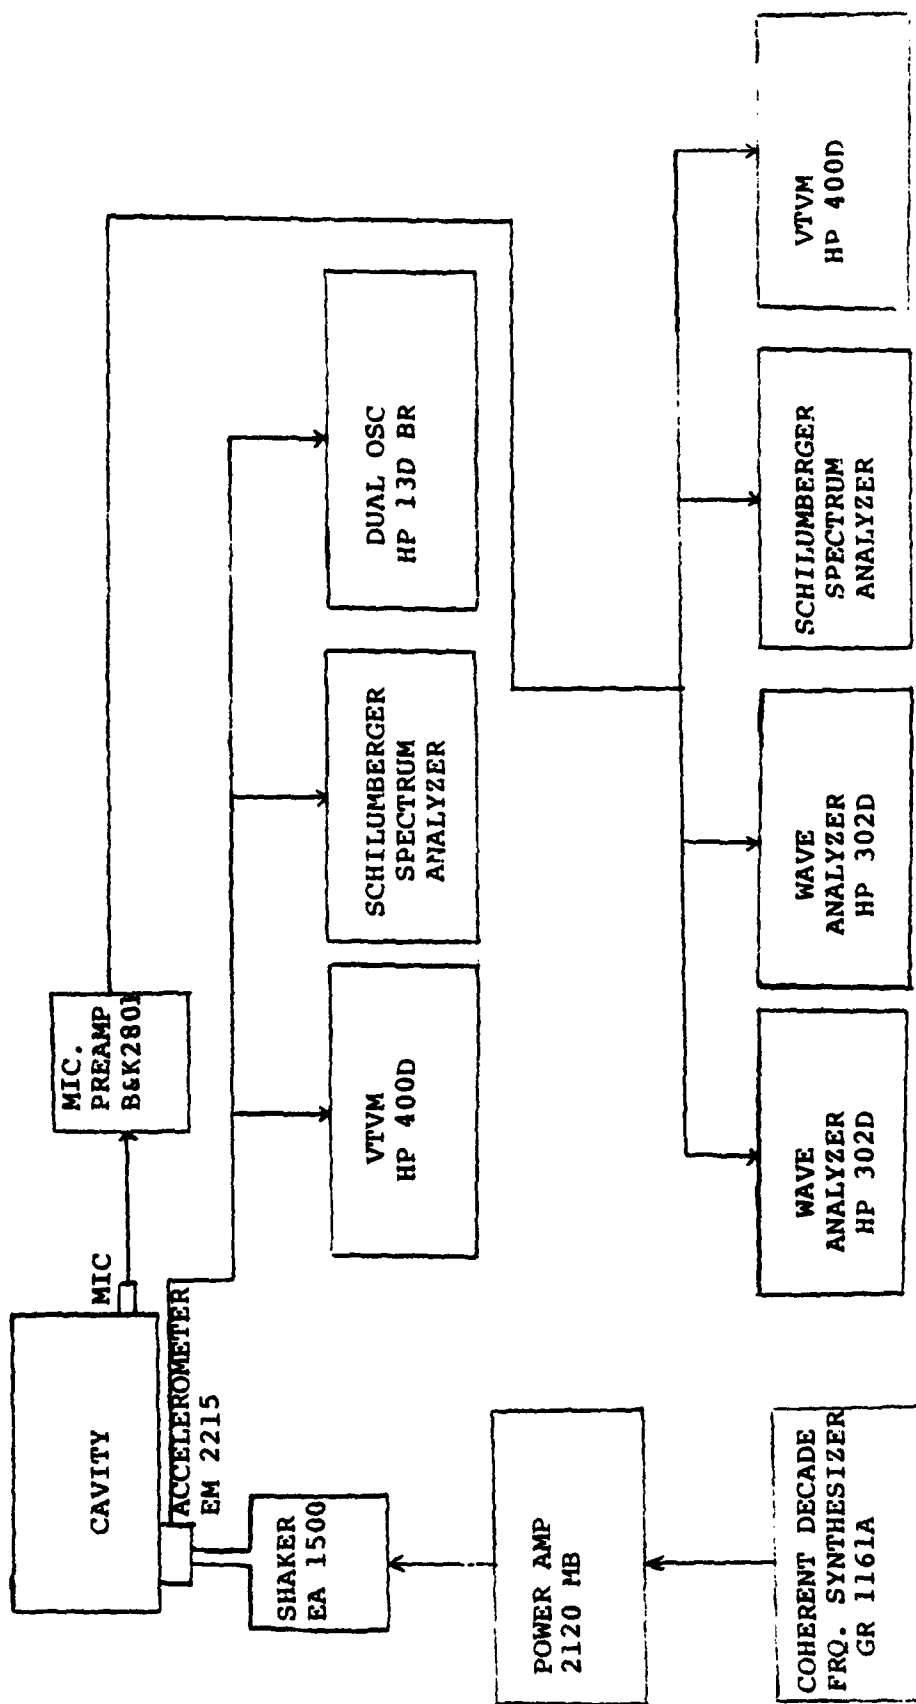 CAVITY
MIC
MIC.
PREAMP
ACCELEROMETER
EM 2215
SHAKER
EA 1500
POWER AMP
2120 MB
COHERENT DECADE
FRQ. SYNTHESIZER
GR 1161A
VTVM
HP 400D
SCHILUMBERGER
SPECTRUM
ANALYZER
DUAL OSC
HP 13D BR
WAVE
ANALYZER
HP 302D
WAVE
ANALYZER
HP 302D
SCHILUMBERGER
SPECTRUM
ANALYZER
VTVM
HP 400D